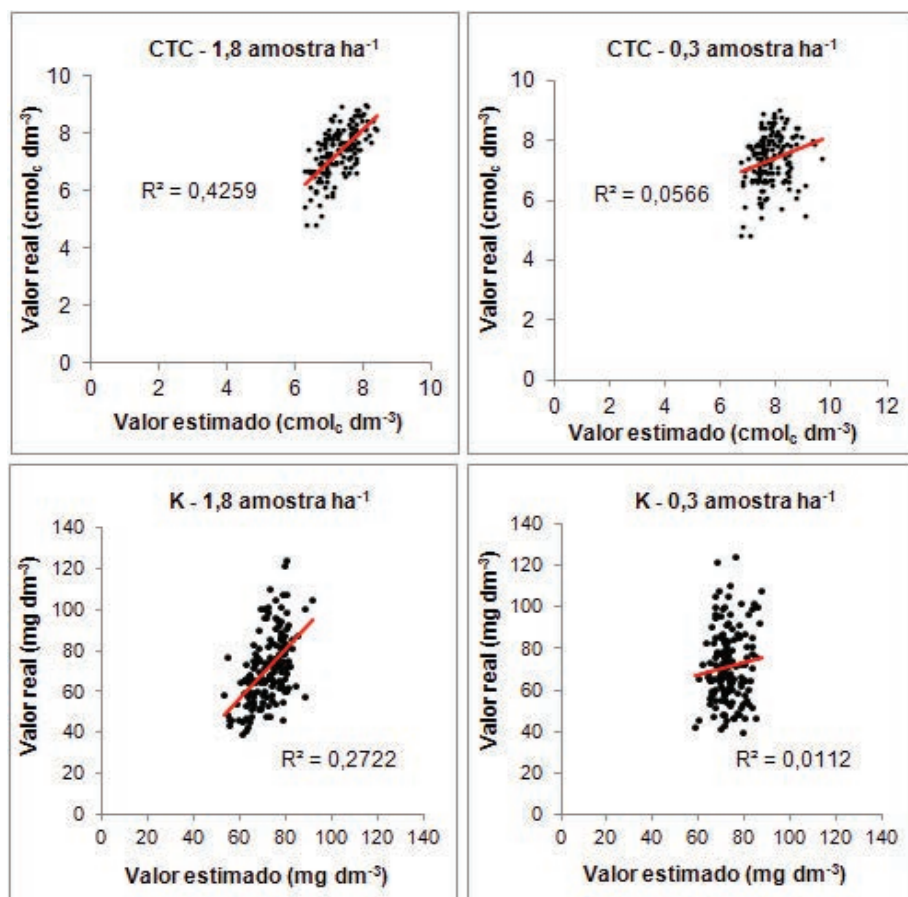 CTC - 1,8 amostra ha⁻¹
10
8
6
4
2
0
R² = 0,4259
Valor real (cmol꜀ dm⁻³)
0 2 4 6 8 10
Valor estimado (cmol꜀ dm⁻³)
CTC - 0,3 amostra ha⁻¹
10
8
6
4
2
0
R² = 0,0566
Valor real (cmol꜀ dm⁻³)
0 2 4 6 8 10 12
Valor estimado (cmol꜀ dm⁻³)
K - 1,8 amostra ha⁻¹
140
120
100
80
60
40
20
0
R² = 0,2722
Valor real (mg dm⁻³)
0 20 40 60 80 100 120 140
Valor estimado (mg dm⁻³)
K - 0,3 amostra ha⁻¹
140
120
100
80
60
40
20
0
R² = 0,0112
Valor real (mg dm⁻³)
0 20 40 60 80 100 120 140
Valor estimado (mg dm⁻³)